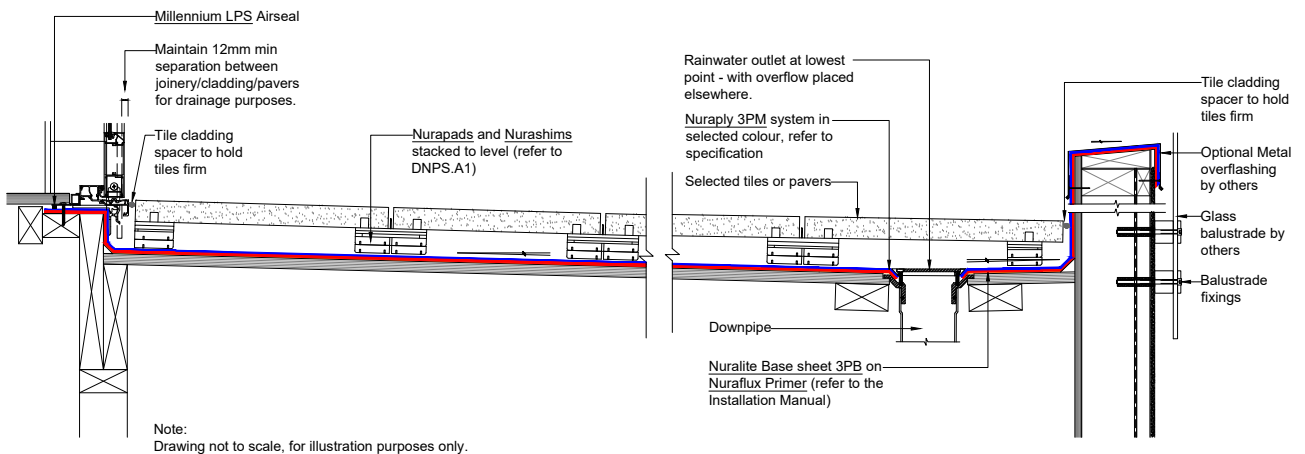 Millennium LPS Airseal
Maintain 12mm min
separation between
joinery/cladding/pavers
for drainage purposes.
Tile cladding
spacer to hold
tiles firm
Nurapads and Nurashims
stacked to level (refer to
DNPS.A1)
Rainwater outlet at lowest
point - with overflow placed
elsewhere.
Nuraply 3PM system in
selected colour, refer to
specification
Selected tiles or pavers
Tile cladding
spacer to hold
tiles firm
Optional Metal
overflashing
by others
Glass
balustrade by
others
Balustrade
fixings
Downpipe
Nuralite Base sheet 3PB on
Nuraflux Primer (refer to the
Installation Manual)
Note:
Drawing not to scale, for illustration purposes only.